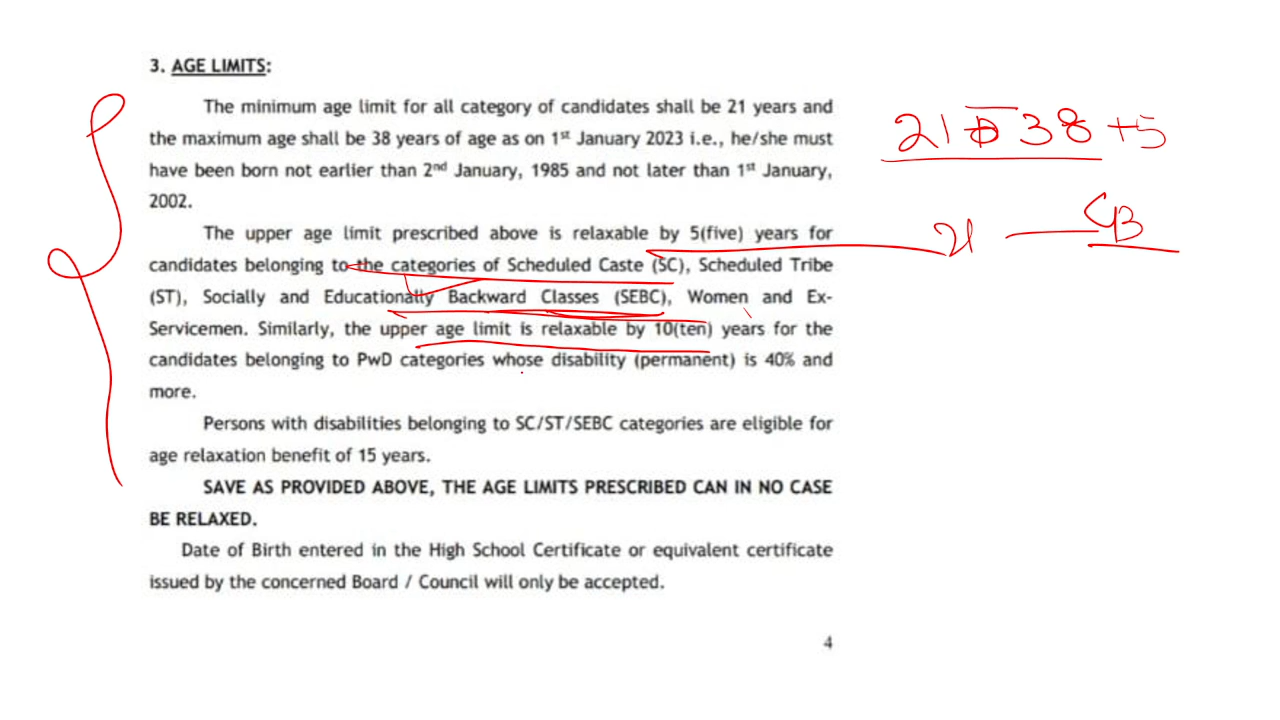 3. AGE LIMITS:
The minimum age limit for all category of candidates shall be 21 years and
the maximum age shall be 38 years of age as on 1st January 2023 i.e., he/she must
have been born not earlier than 2nd January, 1985 and not later than 1st January,
2002.
The upper age limit prescribed above is relaxable by 5(five) years for
candidates belonging to the categories of Scheduled Caste (SC), Scheduled Tribe
(ST), Socially and Educationally Backward Classes (SEBC), Women and Ex-
Servicemen. Similarly, the upper age limit is relaxable by 10(ten) years for the
candidates belonging to PwD categories whose disability (permanent) is 40% and
more.
Persons with disabilities belonging to SC/ST/SEBC categories are eligible for
age relaxation benefit of 15 years.
SAVE AS PROVIDED ABOVE, THE AGE LIMITS PRESCRIBED CAN IN NO CASE
BE RELAXED.
Date of Birth entered in the High School Certificate or equivalent certificate
issued by the concerned Board / Council will only be accepted.
4
21 38 +5
21